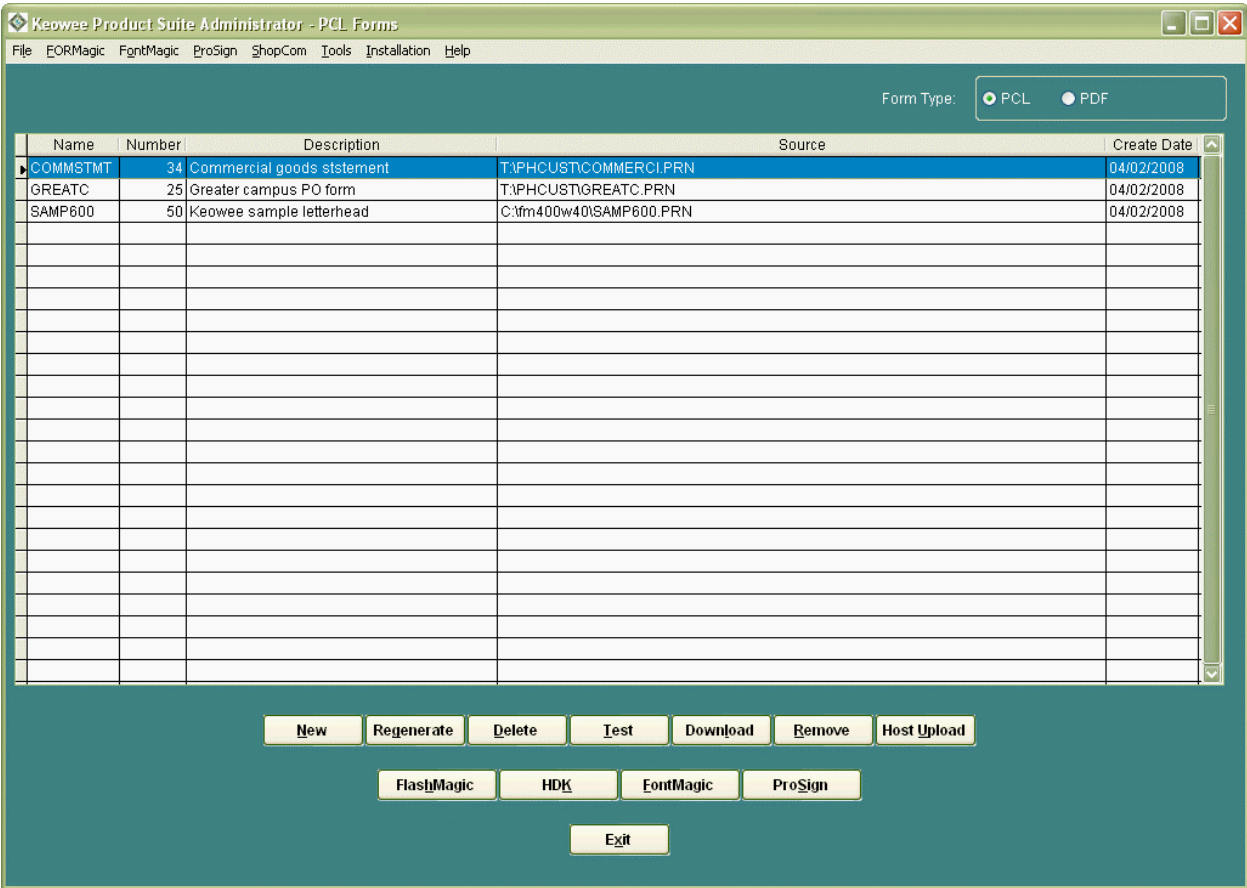 Keowee Product Suite Administrator - PCL Forms
File FORMagic FontMagic ProSign ShopCom Tools Installation Help
Form Type: PCL PDF
Name Number Description Source Create Date
COMMSTMT 34 Commercial goods ststement T:\PHCUST\COMMERCI.PRN 04/02/2008
GREATC 25 Greater campus PO form T:\PHCUST\GREATC.PRN 04/02/2008
SAMP600 50 Keowee sample letterhead C:\fm400w40\SAMP600.PRN 04/02/2008
New Regenerate Delete Test Download Remove Host Upload
FlashMagic HDK FontMagic ProSign
Exit